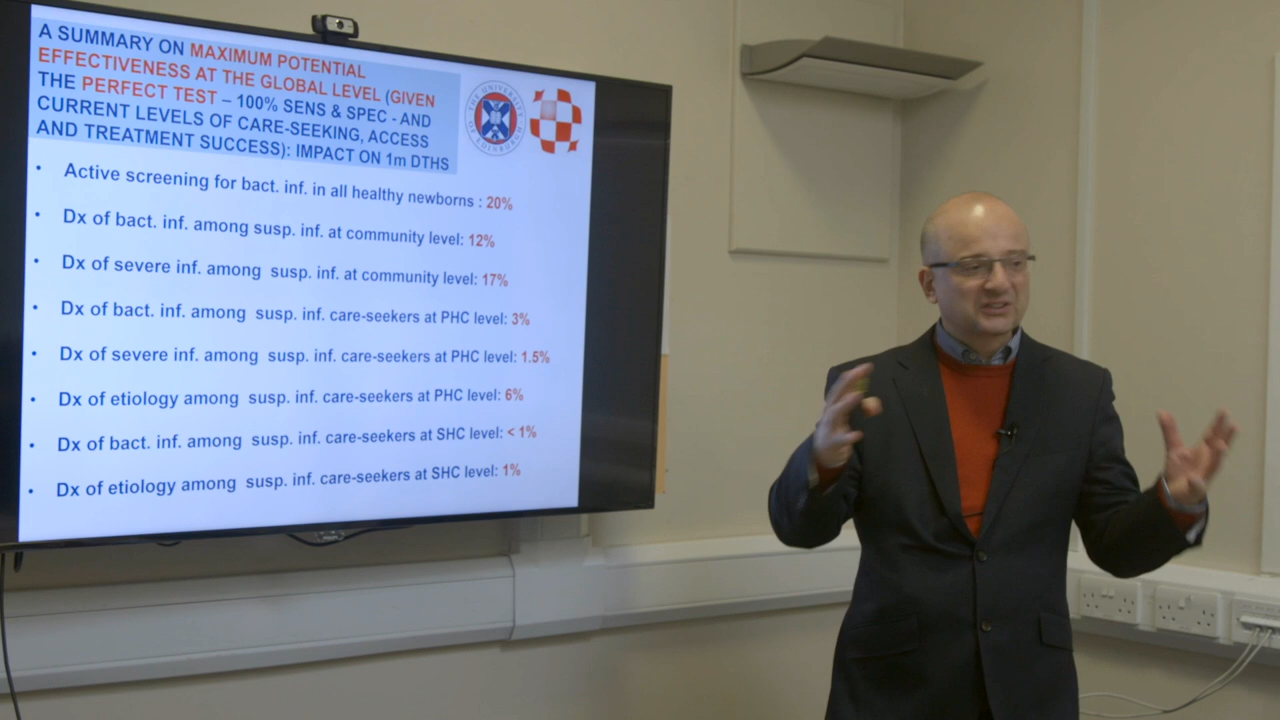 A SUMMARY ON MAXIMUM POTENTIAL
EFFECTIVENESS AT THE GLOBAL LEVEL (GIVEN
THE PERFECT TEST – 100% SENS & SPEC - AND
CURRENT LEVELS OF CARE-SEEKING, ACCESS
AND TREATMENT SUCCESS): IMPACT ON 1m DTHS
THE UNIVERSITY OF EDINBURGH
• Active screening for bact. inf. in all healthy newborns : 20%
• Dx of bact. inf. among susp. inf. at community level: 12%
• Dx of severe inf. among susp. inf. at community level: 17%
• Dx of bact. inf. among susp. inf. care-seekers at PHC level: 3%
• Dx of severe inf. among susp. inf. care-seekers at PHC level: 1.5%
• Dx of etiology among susp. inf. care-seekers at PHC level: 6%
• Dx of bact. inf. among susp. inf. care-seekers at SHC level: < 1%
• Dx of etiology among susp. inf. care-seekers at SHC level: 1%